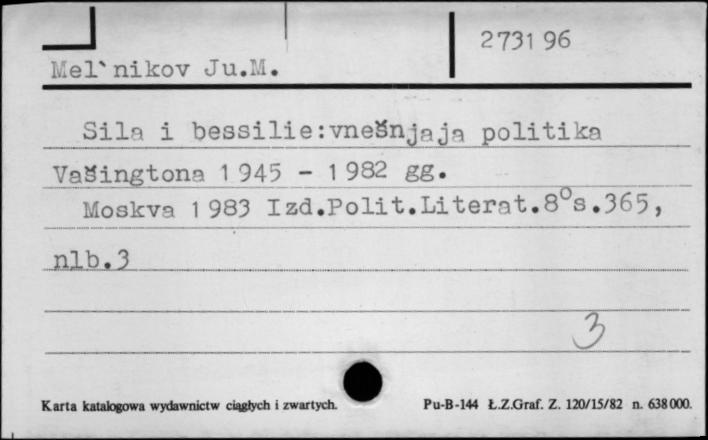 273196
Mel`nikov Ju.M.
Sila i bessilie:vnešnjaja politika
Vašingtona 1945 - 1982 gg.
Moskva 1983 Izd.Polit.Literat.8°s.365,
nlb.3
3
Karta katalogowa wydawnictw ciągłych i zwartych.
Pu-B-144 Ł.Z.Graf. Z. 120/15/82 n. 638000.